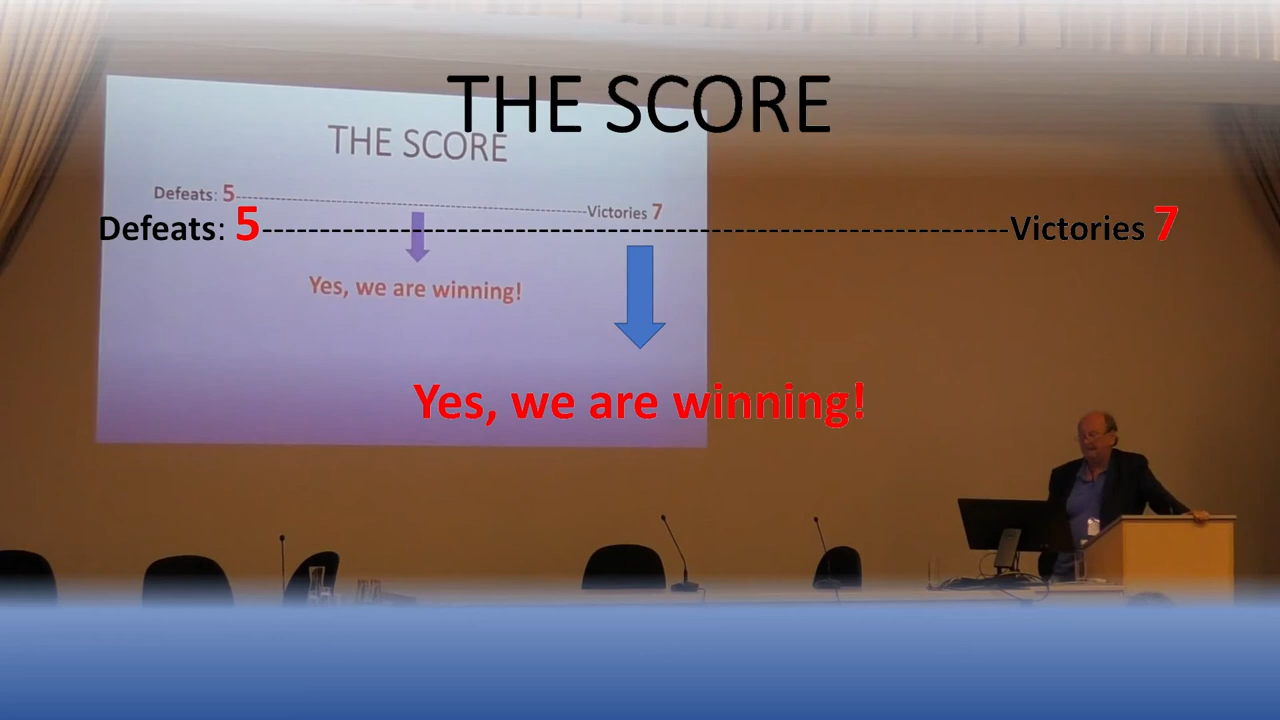 THE SCORE
THE SCORE
Defeats: 5---------------------------------------------------------Victories 7
Defeats: 5----------------------------------------------------------------Victories 7
Yes, we are winning!
Yes, we are winning!